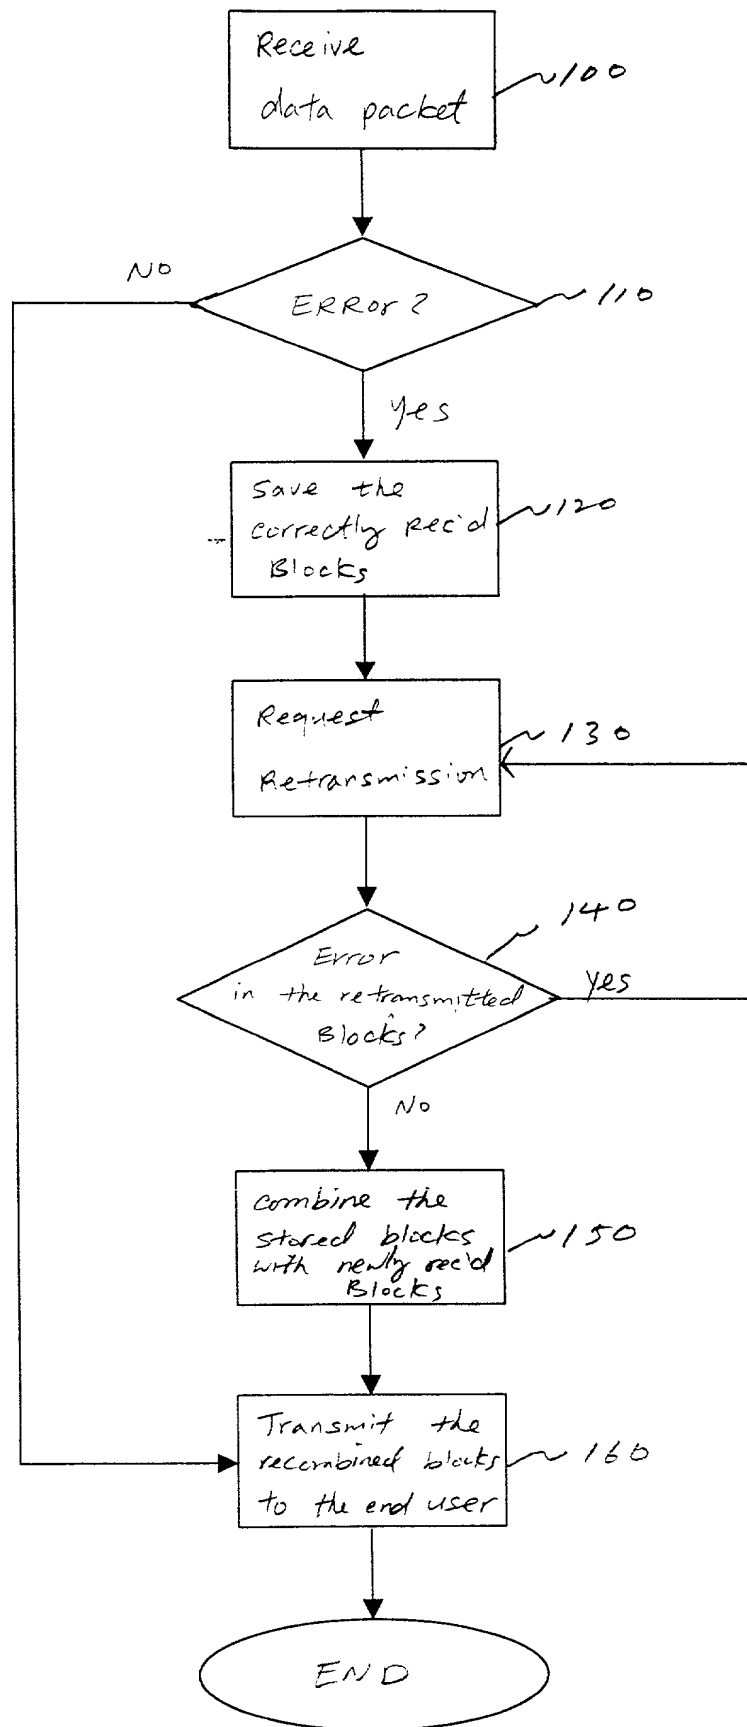 Receive
data packet
100
NO
ERROr?
110
Yes
Save the
correctly Rec'd
Blocks
120
Request
Retransmission
130
140
Error
in the retransmitted
Blocks?
Yes
NO
combine the
stored blocks
with newly rec'd
Blocks
150
Transmit the
recombined blocks
to the end user
160
END